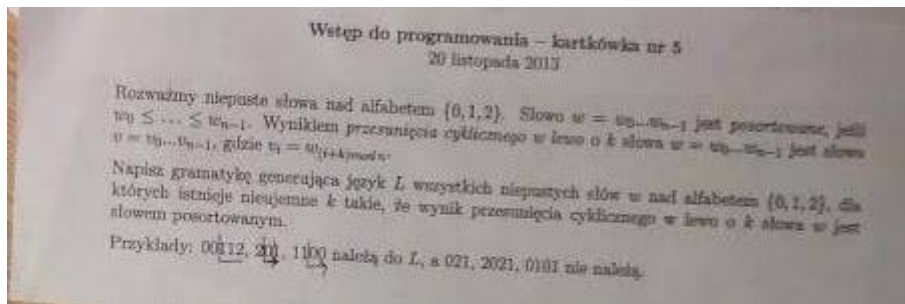 Wstęp do programowania – kartkówka nr 5
20 listopada 2013
Rozważmy niepuste słowa nad alfabetem {0,1,2}. Słowo w = w₀...wₙ₋₁ jest posortowane, jeśli
w₀ ≤ ... ≤ wₙ₋₁. Wynikiem przesunięcia cyklicznego w lewo o k słowa w = w₀...wₙ₋₁ jest słowo
v = v₀...vₙ₋₁, gdzie vᵢ = w₍ᵢ₊ₖ₎mod n.
Napisz gramatykę generująca język L wszystkich niepustych słów w nad alfabetem {0,1,2}, dla
których istnieje nieujemne k takie, że wynik przesunięcia cyklicznego w lewo o k słowa w jest
słowem posortowanym.
Przykłady: 00112, 201, 1100 należą do L, a 021, 2021, 0101 nie należą.